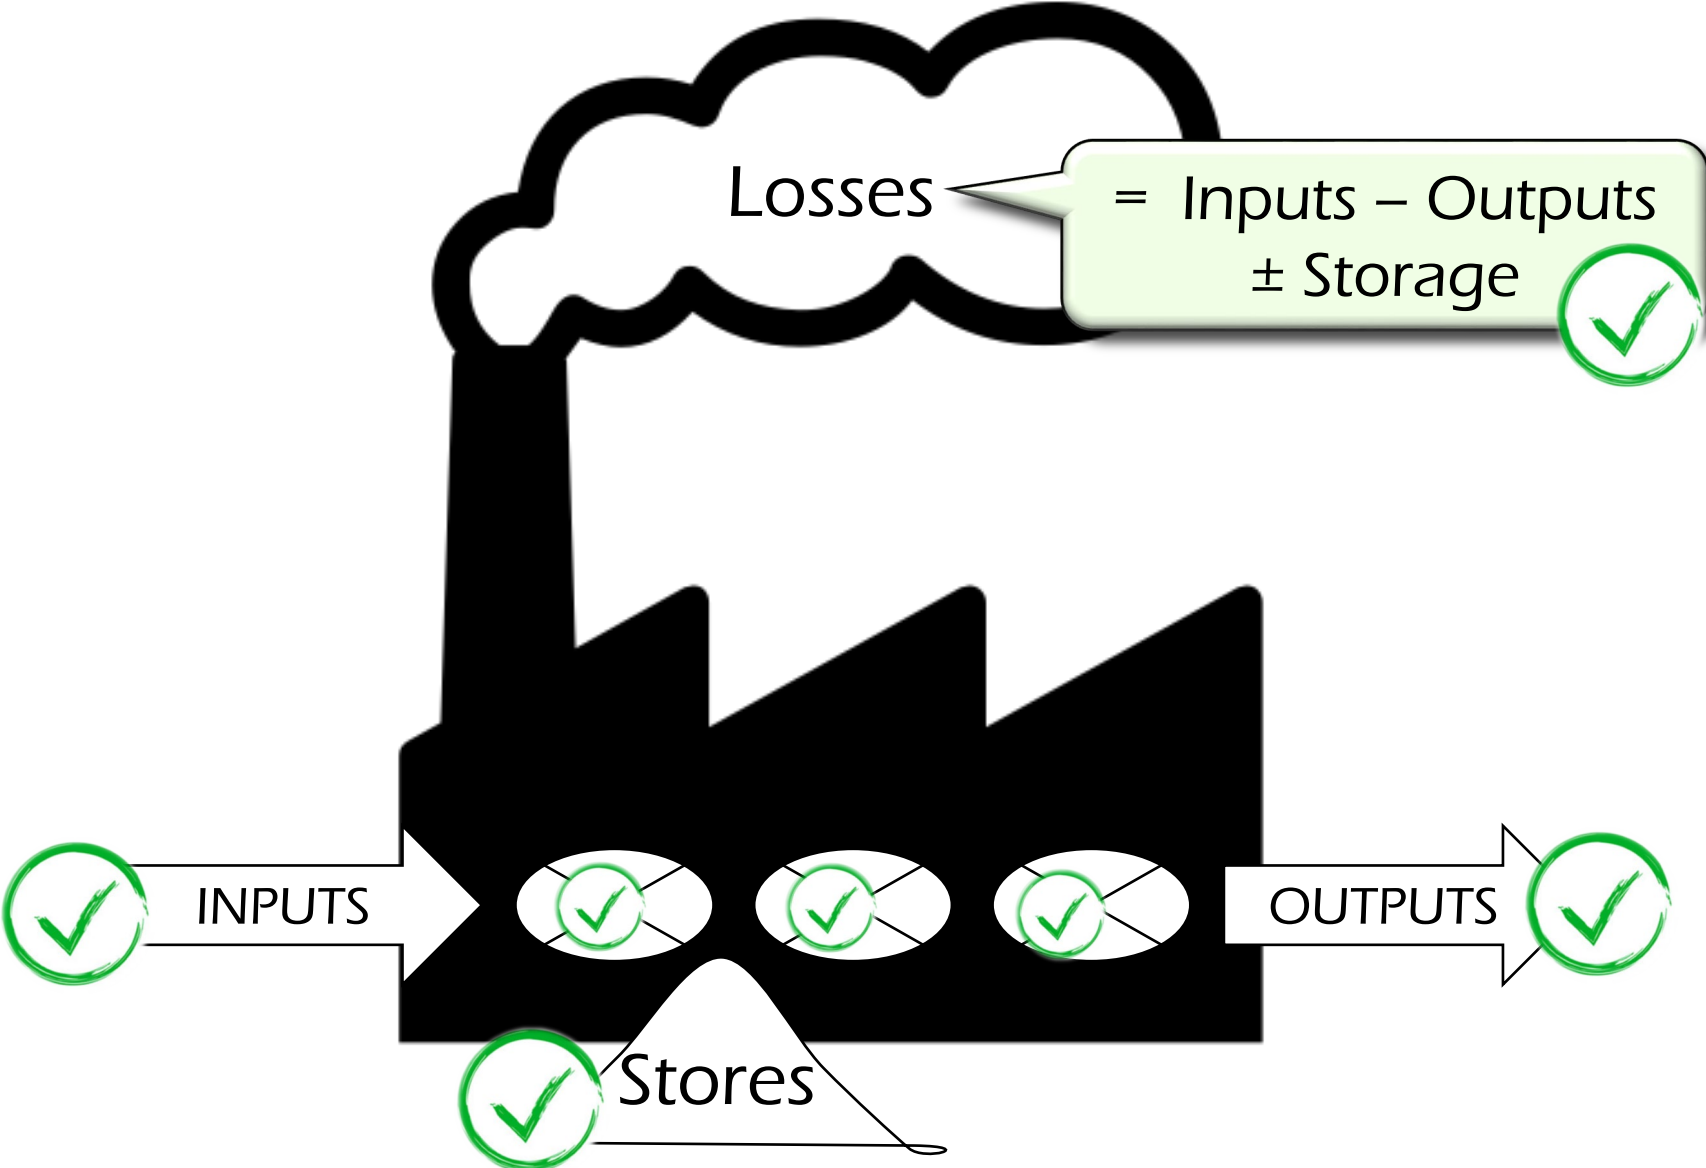 Losses
= Inputs – Outputs
± Storage
INPUTS
OUTPUTS
Stores